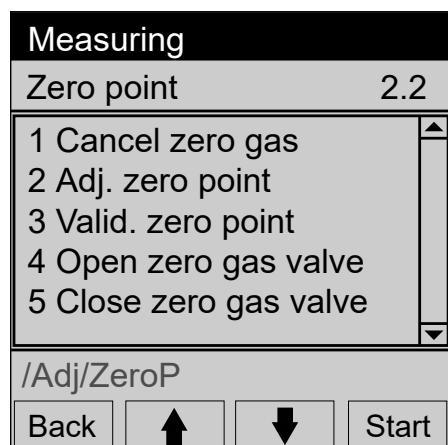 Measuring
Zero point 2.2
1 Cancel zero gas
2 Adj. zero point
3 Valid. zero point
4 Open zero gas valve
5 Close zero gas valve
/Adj/ZeroP
Back Start